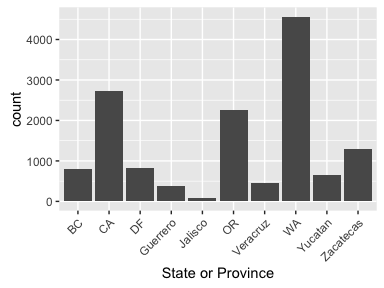 4000
3000
2000
1000
0
count
BC
CA
DF
Guerrero
Jalisco
OR
Veracruz
WA
Yucatan
Zacatecas
State or Province